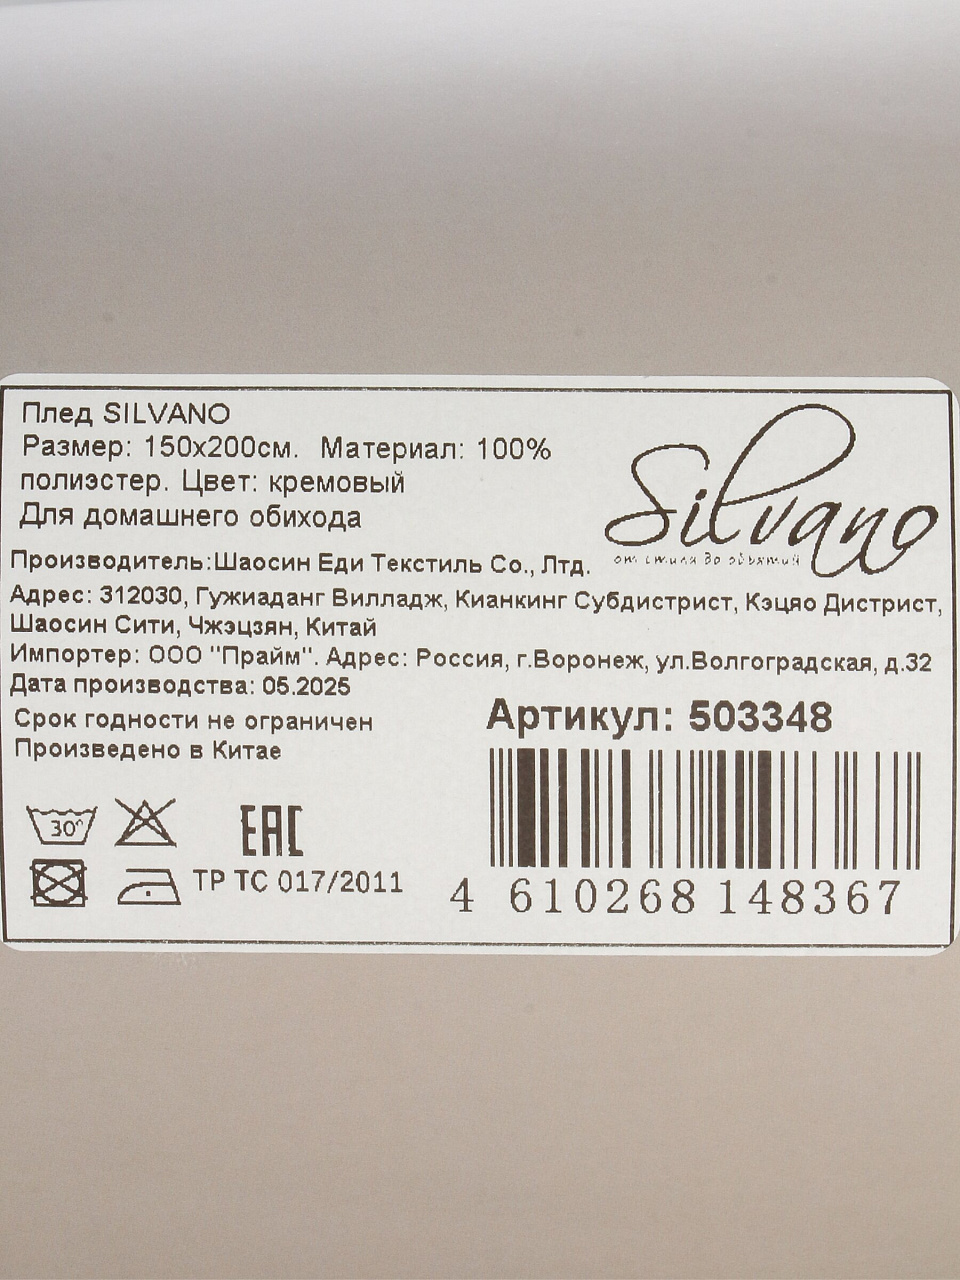 Плед SILVANO
Размер: 150х200см. Материал: 100%
полиэстер. Цвет: кремовый
Для домашнего обихода
Silvano
от стиля до объятий
Производитель:Шаосин Еди Текстиль Со., Лтд.
Адрес: 312030, Гужиаданг Вилладж, Кианкинг Субдистрист, Кэцяо Дистрист,
Шаосин Сити, Чжэцзян, Китай
Импортер: ООО "Прайм". Адрес: Россия, г.Воронеж, ул.Волгоградская, д.32
Дата производства: 05.2025
Срок годности не ограничен
Произведено в Китае
Артикул: 503348
30°
EAC
ТР ТС 017/2011
4 610268 148367